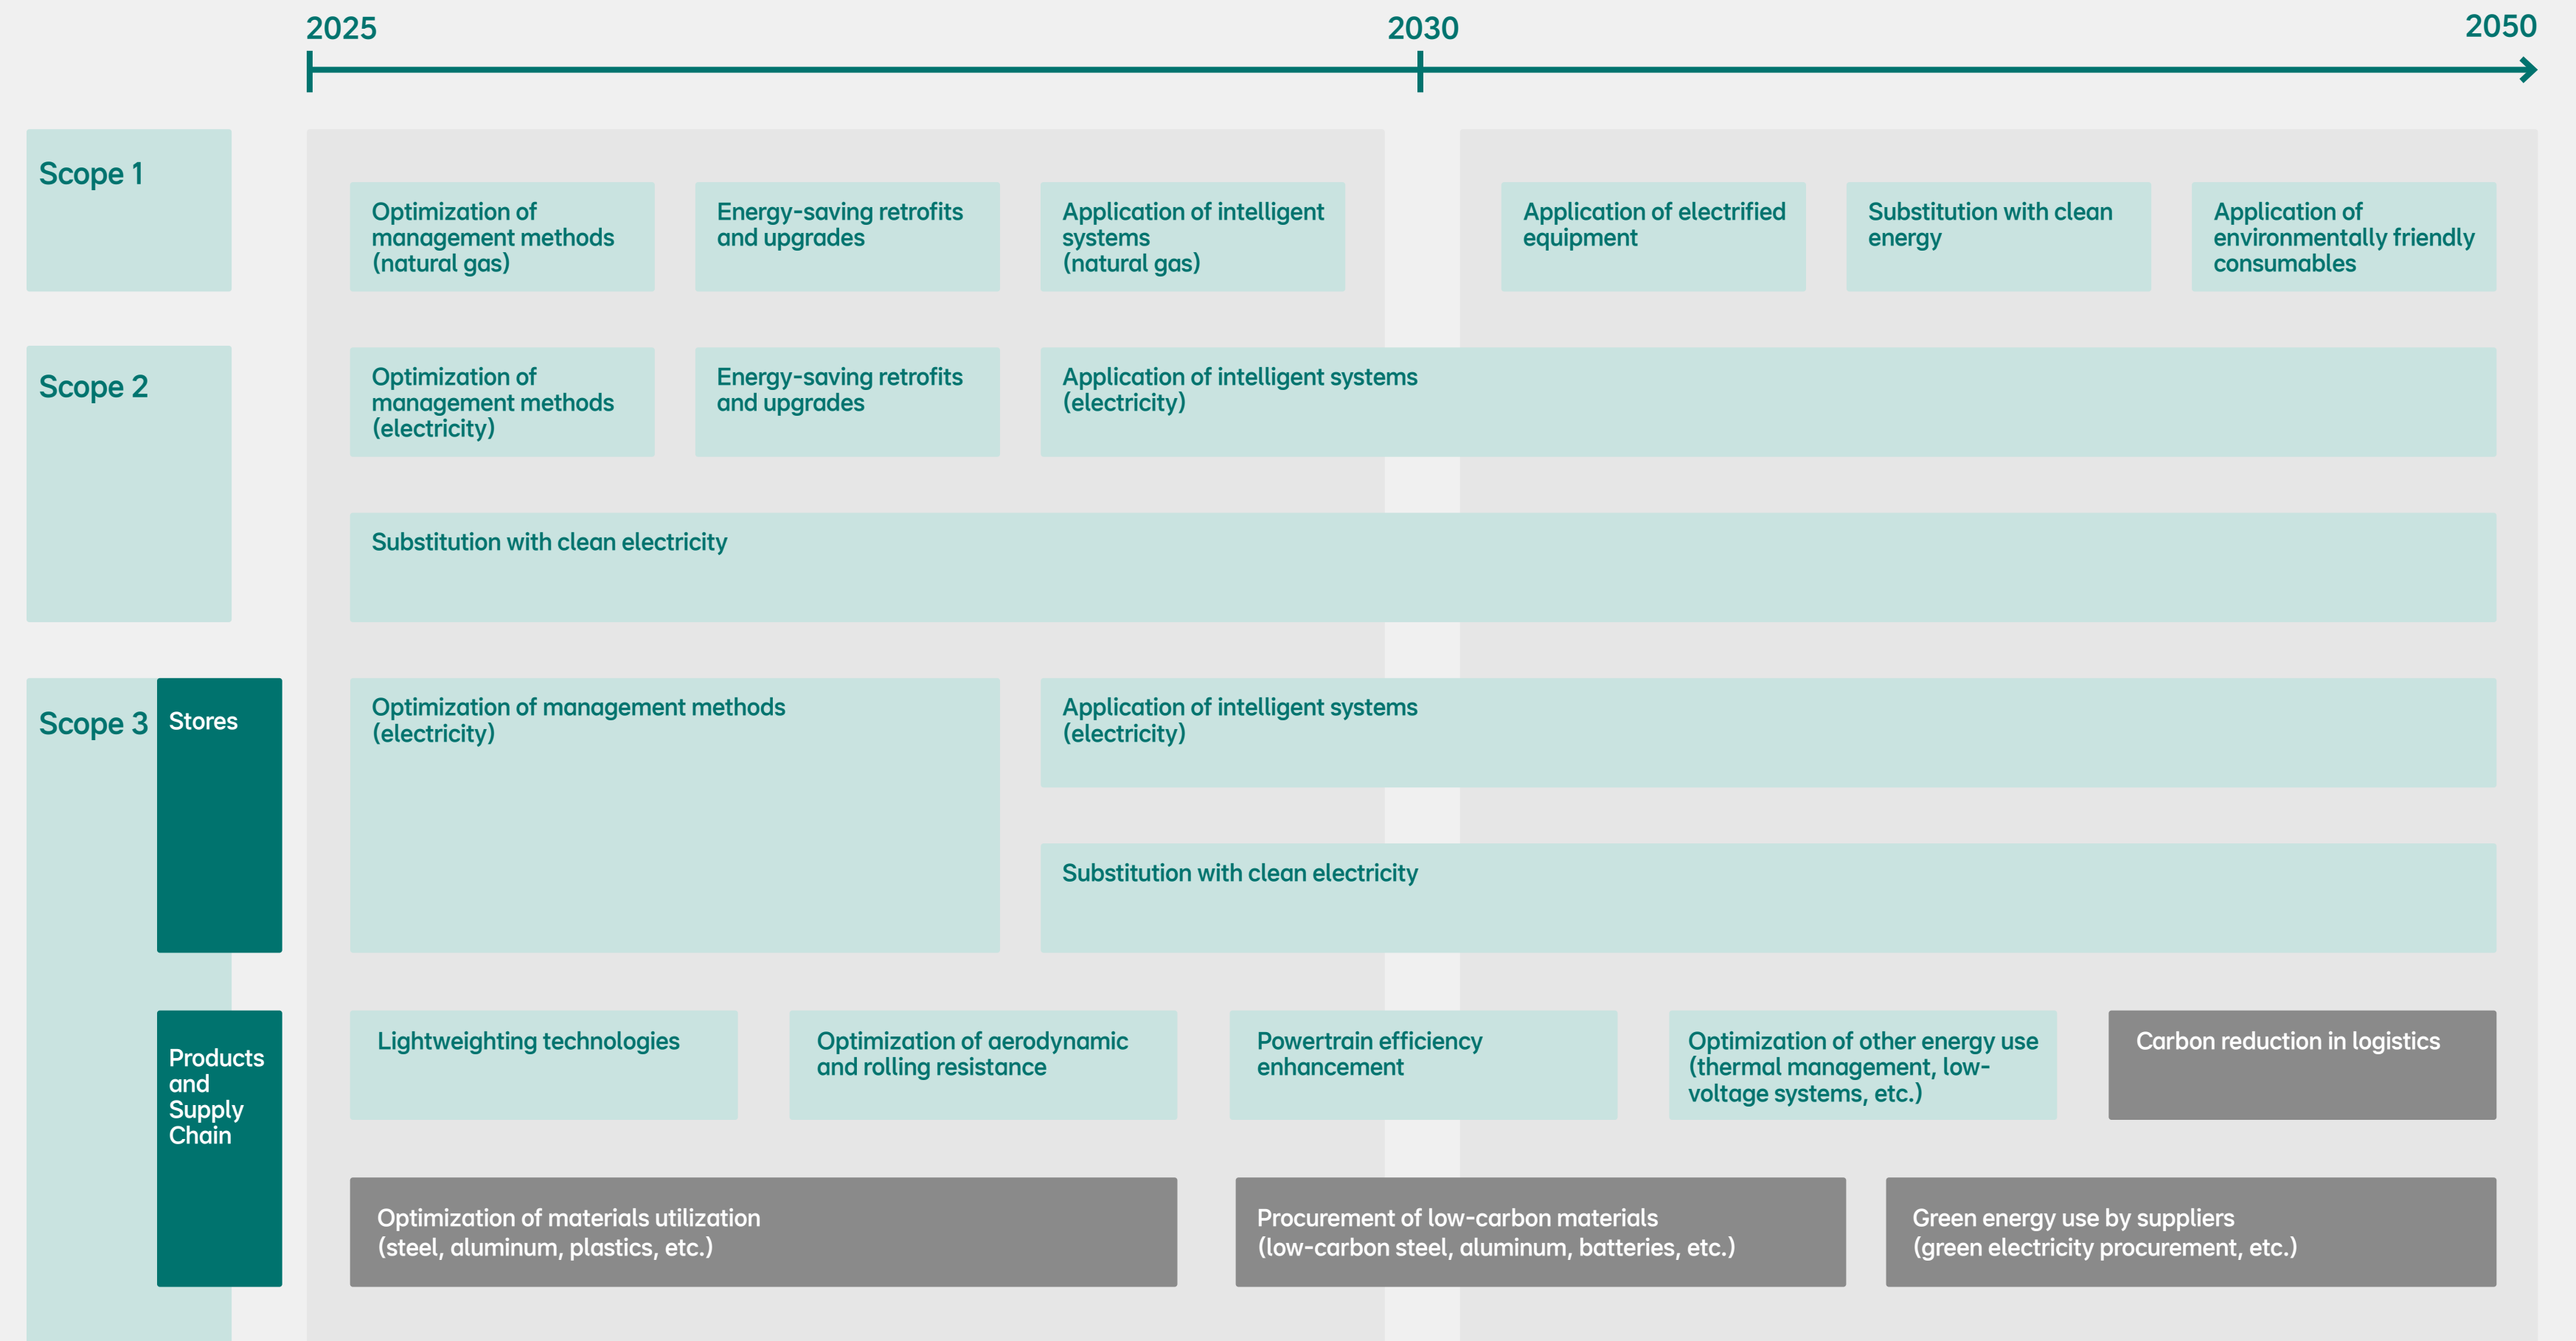 2025
2030
2050
Scope 1
Optimization of
management methods
(natural gas)
Energy-saving retrofits
and upgrades
Application of intelligent
systems
(natural gas)
Application of electrified
equipment
Substitution with clean
energy
Application of
environmentally friendly
consumables
Scope 2
Optimization of
management methods
(electricity)
Energy-saving retrofits
and upgrades
Application of intelligent systems
(electricity)
Substitution with clean electricity
Scope 3
Stores
Optimization of management methods
(electricity)
Application of intelligent systems
(electricity)
Substitution with clean electricity
Products
and
Supply
Chain
Lightweighting technologies
Optimization of aerodynamic
and rolling resistance
Powertrain efficiency
enhancement
Optimization of other energy use
(thermal management, low-
voltage systems, etc.)
Carbon reduction in logistics
Optimization of materials utilization
(steel, aluminum, plastics, etc.)
Procurement of low-carbon materials
(low-carbon steel, aluminum, batteries, etc.)
Green energy use by suppliers
(green electricity procurement, etc.)